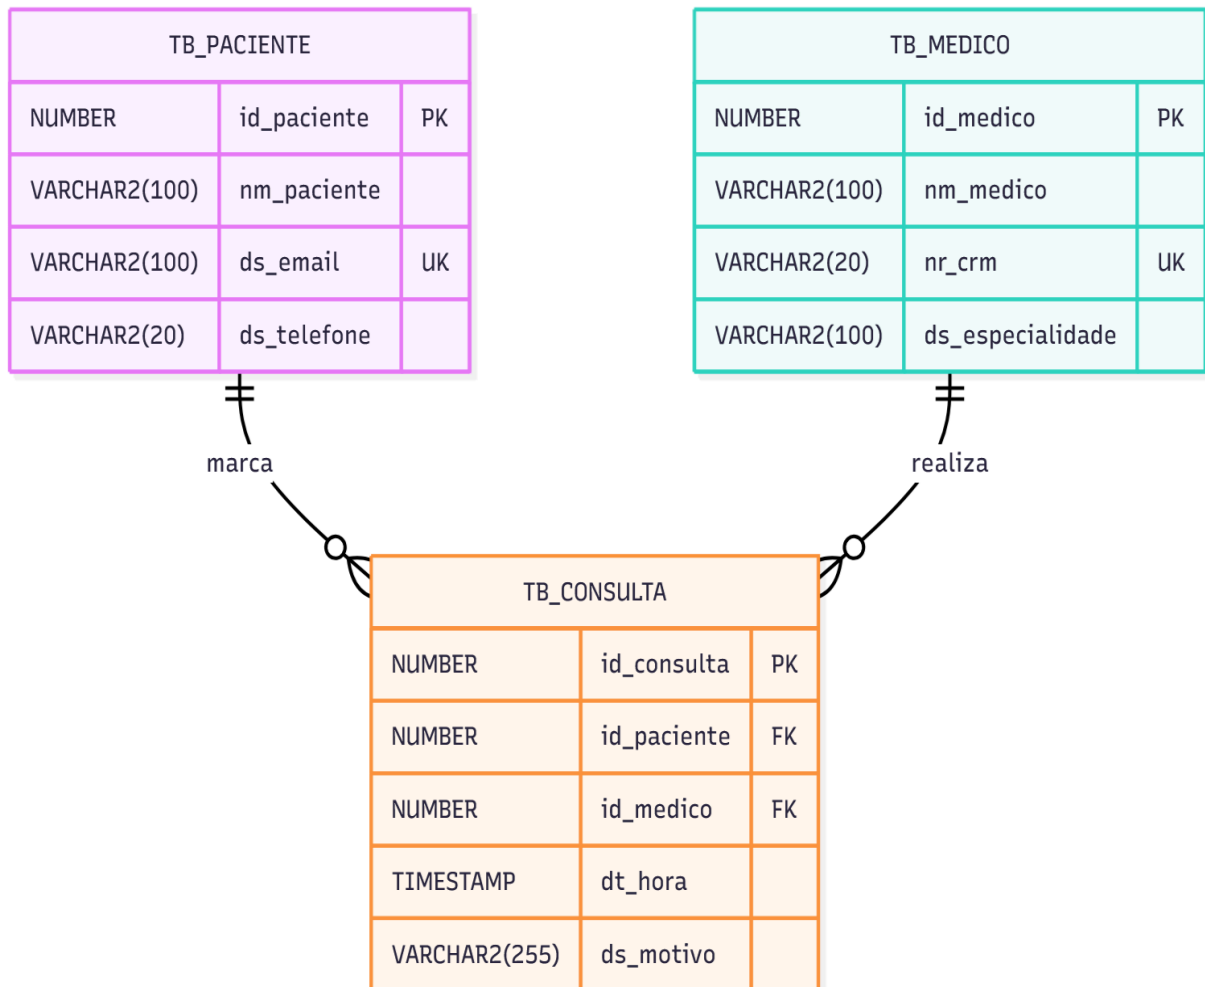 TB_PACIENTE
NUMBER id_paciente PK
VARCHAR2(100) nm_paciente
VARCHAR2(100) ds_email UK
VARCHAR2(20) ds_telefone
TB_MEDICO
NUMBER id_medico PK
VARCHAR2(100) nm_medico
VARCHAR2(20) nr_crm UK
VARCHAR2(100) ds_especialidade
marca
realiza
TB_CONSULTA
NUMBER id_consulta PK
NUMBER id_paciente FK
NUMBER id_medico FK
TIMESTAMP dt_hora
VARCHAR2(255) ds_motivo